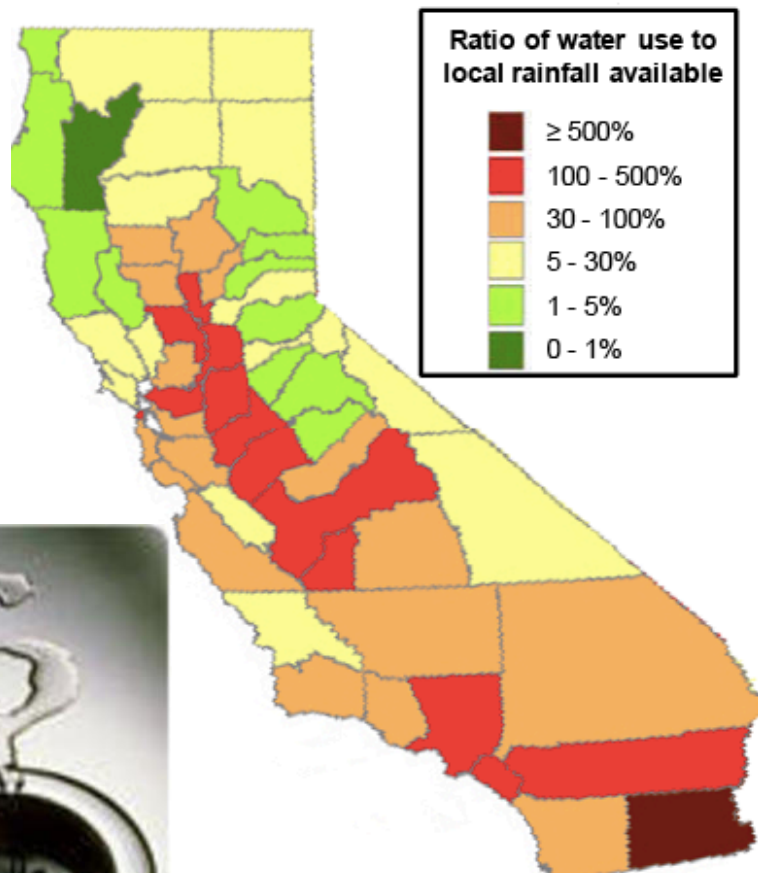 Ratio of water use to
local rainfall available
≥ 500%
100 - 500%
30 - 100%
5 - 30%
1 - 5%
0 - 1%